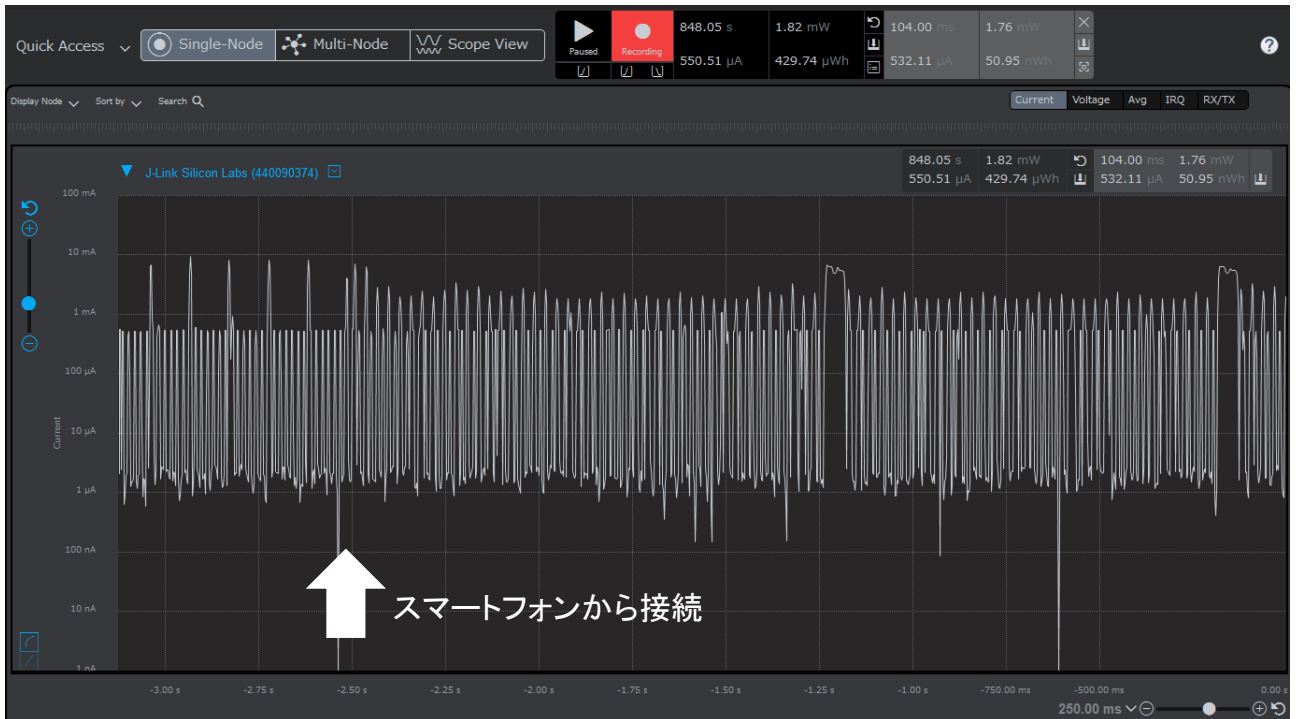 Quick Access Single-Node Multi-Node Scope View
Paused Recording
848.05 s 1.82 mW 104.00 ms 1.76 mW
550.51 µA 429.74 µWh 532.11 µA 50.95 nWh
?
Display Node Sort by Search
Current Voltage Avg IRQ RX/TX
J-Link Silicon Labs (440090374)
848.05 s 1.82 mW 104.00 ms 1.76 mW
550.51 µA 429.74 µWh 532.11 µA 50.95 nWh
100 mA
10 mA
1 mA
100 µA
10 µA
1 µA
100 nA
10 nA
1 nA
Current
スマートフォンから接続
-3.00 s -2.75 s -2.50 s -2.25 s -2.00 s -1.75 s -1.50 s -1.25 s -1.00 s -750.00 ms -500.00 ms 0.00 s
250.00 ms